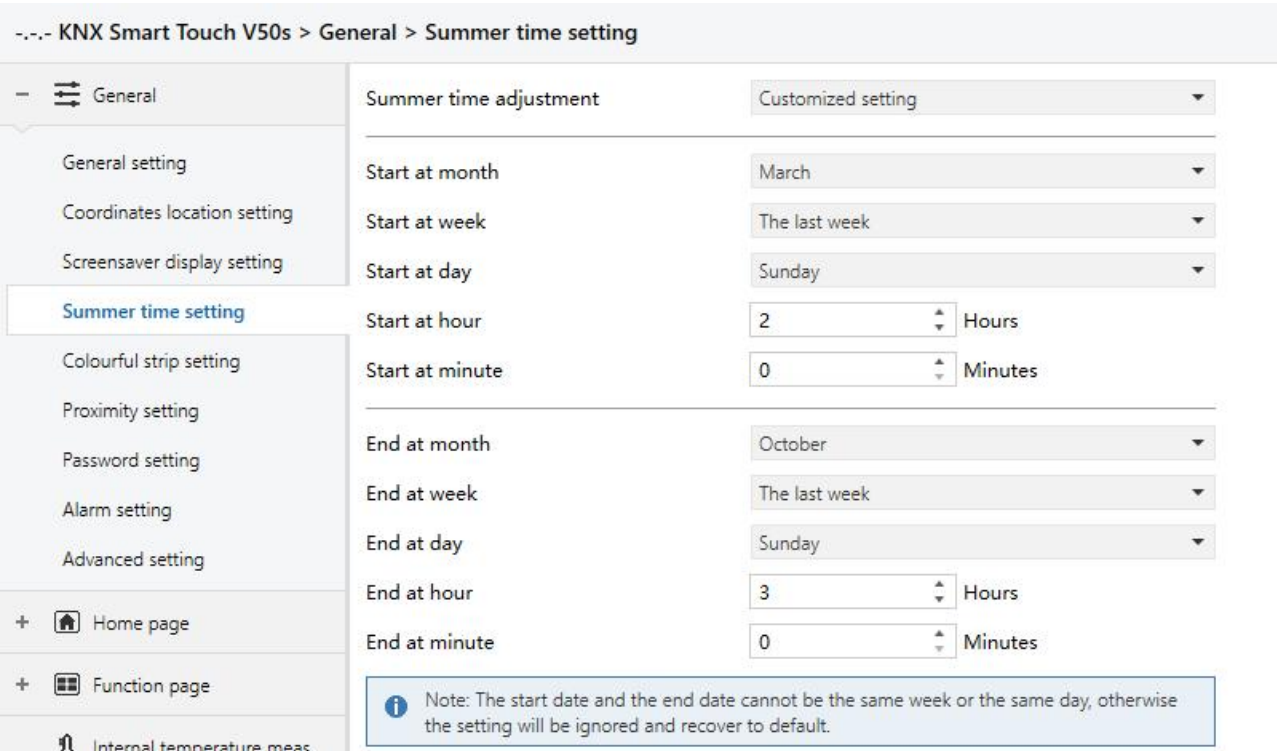 -.-.- KNX Smart Touch V50s > General > Summer time setting
General
General setting
Coordinates location setting
Screensaver display setting
Summer time setting
Colourful strip setting
Proximity setting
Password setting
Alarm setting
Advanced setting
Home page
Function page
Internal temperature meas
Summer time adjustment Customized setting
Start at month March
Start at week The last week
Start at day Sunday
Start at hour 2 Hours
Start at minute 0 Minutes
End at month October
End at week The last week
End at day Sunday
End at hour 3 Hours
End at minute 0 Minutes
Note: The start date and the end date cannot be the same week or the same day, otherwise
the setting will be ignored and recover to default.